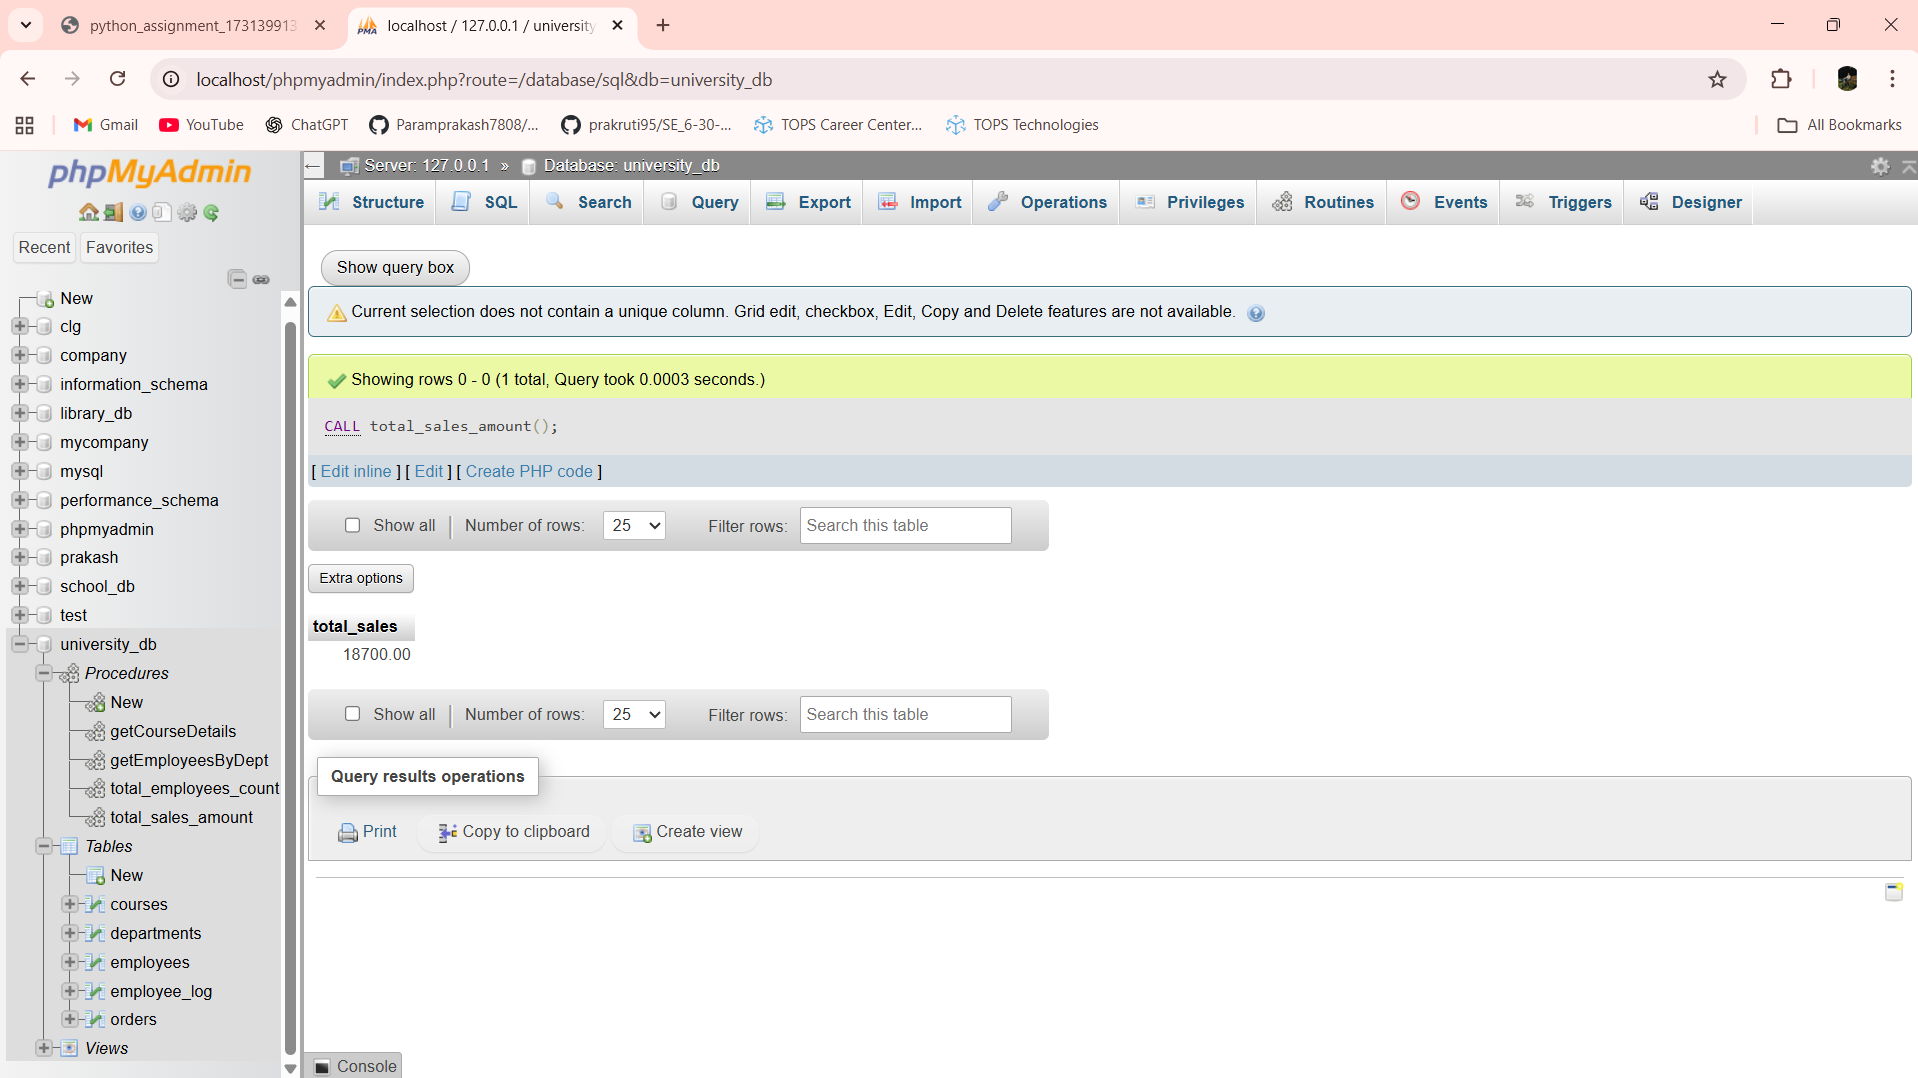 python_assignment_173139913
localhost / 127.0.0.1 / university
localhost/phpmyadmin/index.php?route=/database/sql&db=university_db
Gmail
YouTube
ChatGPT
Paramprakash7808/...
prakruti95/SE_6-30-...
TOPS Career Center...
TOPS Technologies
All Bookmarks
phpMyAdmin
Recent
Favorites
New
clg
company
information_schema
library_db
mycompany
mysql
performance_schema
phpmyadmin
prakash
school_db
test
university_db
Procedures
New
getCourseDetails
getEmployeesByDept
total_employees_count
total_sales_amount
Tables
New
courses
departments
employees
employee_log
orders
Views
Server: 127.0.0.1 » Database: university_db
Structure
SQL
Search
Query
Export
Import
Operations
Privileges
Routines
Events
Triggers
Designer
Show query box
Current selection does not contain a unique column. Grid edit, checkbox, Edit, Copy and Delete features are not available.
Showing rows 0 - 0 (1 total, Query took 0.0003 seconds.)
CALL total_sales_amount();
[ Edit inline ] [ Edit ] [ Create PHP code ]
Show all | Number of rows: 25 Filter rows: Search this table
Extra options
total_sales
18700.00
Show all | Number of rows: 25 Filter rows: Search this table
Query results operations
Print
Copy to clipboard
Create view
Console